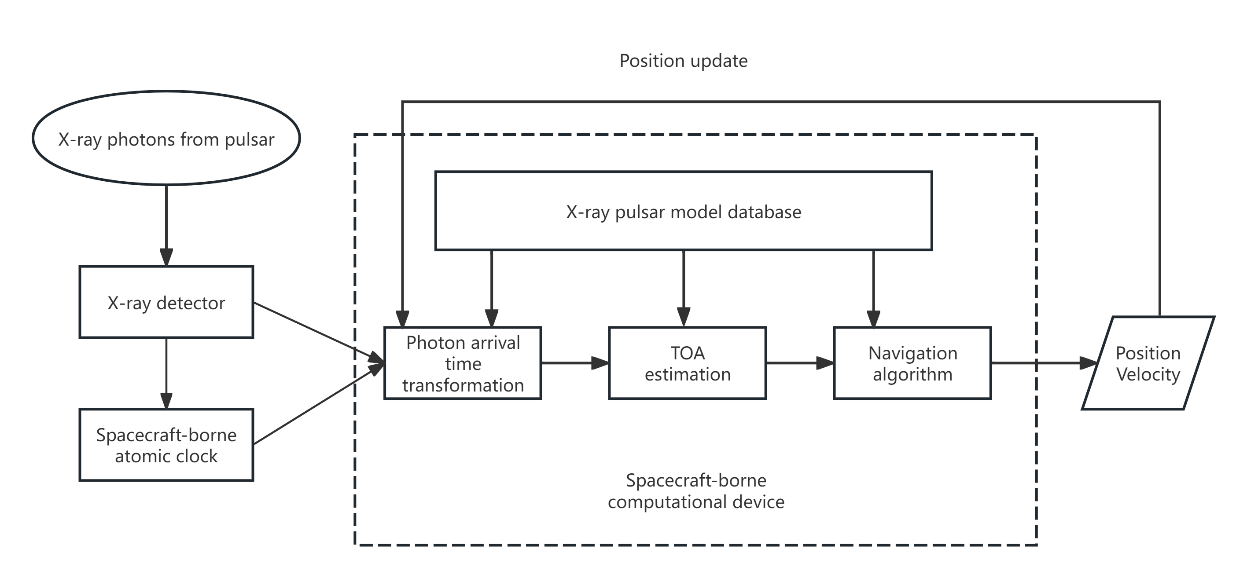 Position update
X-ray photons from pulsar
X-ray pulsar model database
X-ray detector
Photon arrival
time
transformation
TOA
estimation
Navigation
algorithm
Position
Velocity
Spacecraft-borne
atomic clock
Spacecraft-borne
computational device